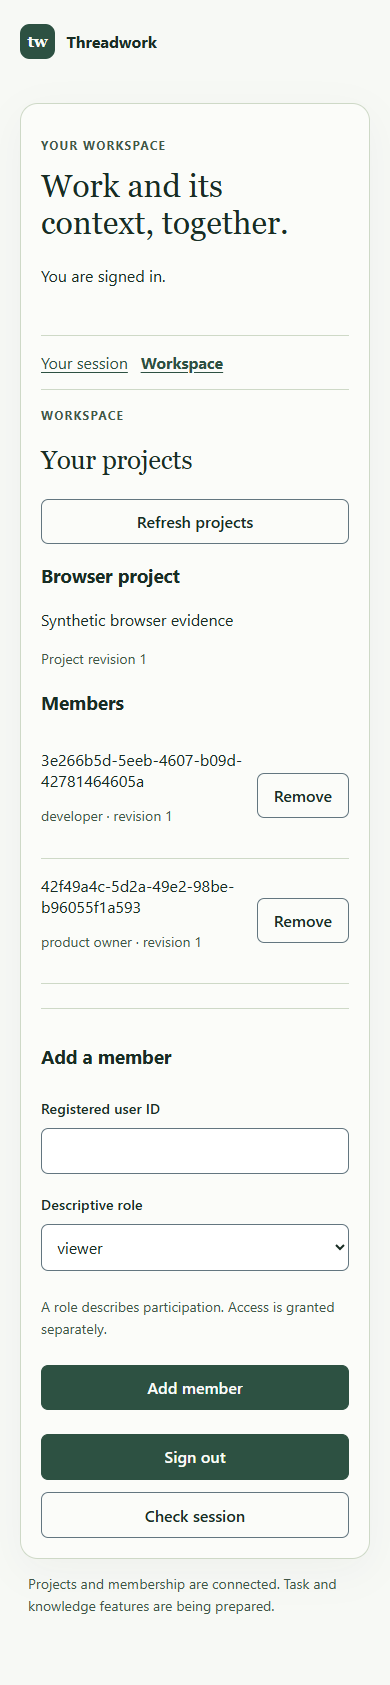 tw Threadwork
YOUR WORKSPACE
Work and its
context, together.
You are signed in.
Your session Workspace
WORKSPACE
Your projects
Refresh projects
Browser project
Synthetic browser evidence
Project revision 1
Members
3e266b5d-5eeb-4607-b09d-
42781464605a
Remove
developer · revision 1
42f49a4c-5d2a-49e2-98be-
b96055f1a593
Remove
product owner · revision 1
Add a member
Registered user ID
Descriptive role
viewer
A role describes participation. Access is granted
separately.
Add member
Sign out
Check session
Projects and membership are connected. Task and
knowledge features are being prepared.